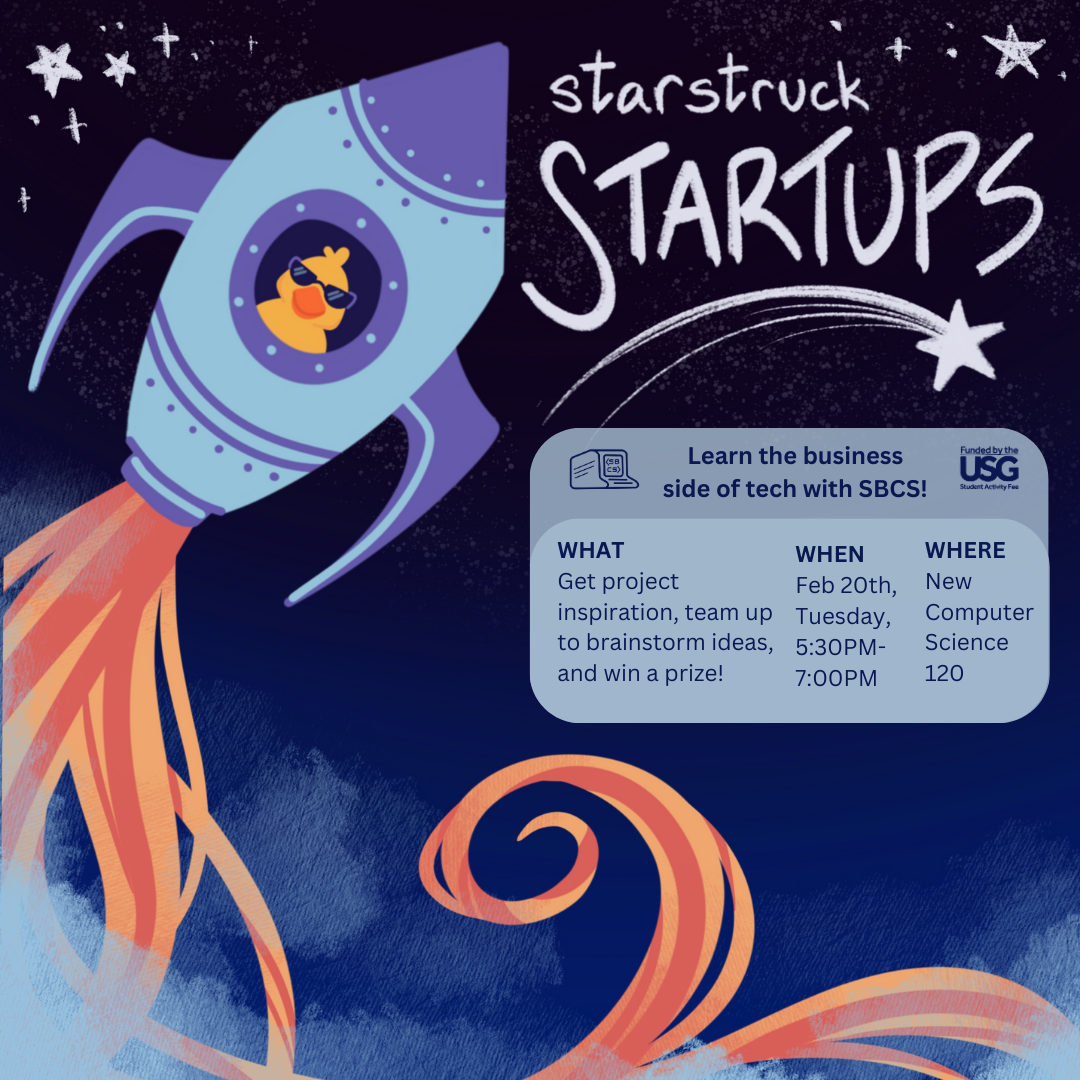 starstruck
STARTUPS
Learn the business
side of tech with SBCS!
(SB
CS)
Funded by the
USG
Student Activity Fee
WHAT
Get project
inspiration, team up
to brainstorm ideas,
and win a prize!
WHEN
Feb 20th,
Tuesday,
5:30PM-
7:00PM
WHERE
New
Computer
Science
120